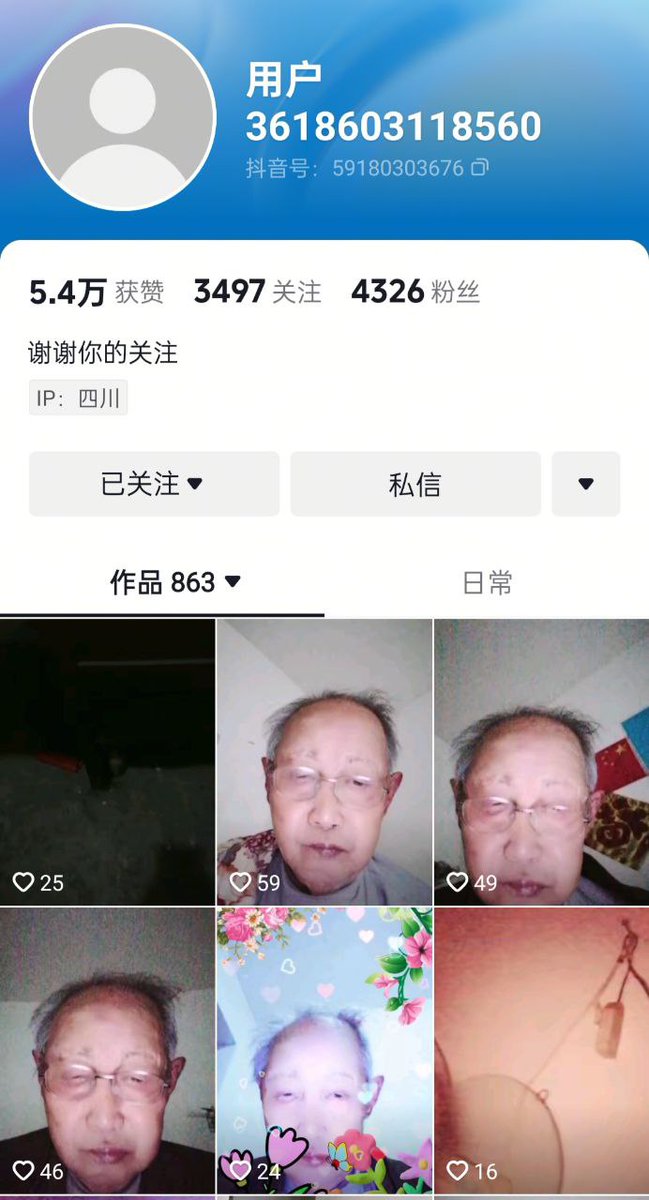 用户
3618603118560
抖音号：59180303676
5.4万 获赞 3497 关注 4326 粉丝
谢谢你的关注
IP：四川
已关注 私信
作品 863 日常
25 59 49
46 24 16